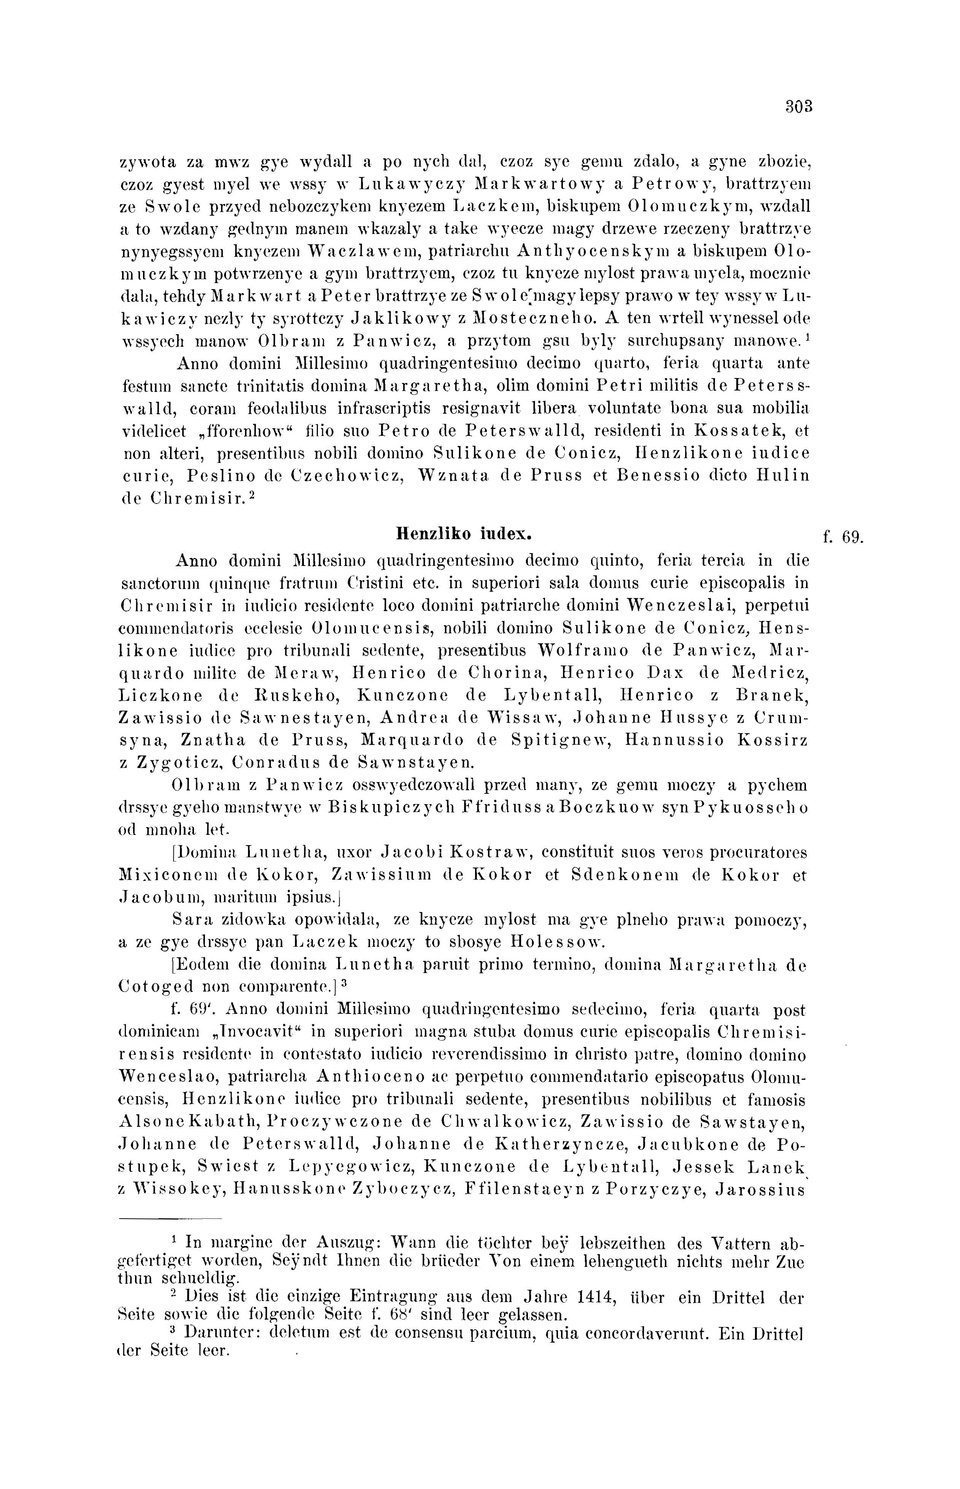 303
zywota za mwz gye wydall a po nych dal, czoz sye gemu zdalo, a gyne zbozie,
czoz gyest myel we wssy w Lukawyczy Markwartowy a Petrowy, brattrzyem
ze Swole przyed nebozczykem knyezem Laczkem, biskupem Olomuczkym, wzdall
a to wzdany gednym manem wkazaly a take wyecze magy drzewe rzeczeny brattrzye
nynyegssyem knyezem Waczlawem, patriarchu Anthyocenskym a biskupem Olo-
muczkym potwrzenye a gym brattrzyem, czoz tu knyeze mylost prawa myela, mocznie
dala, tehdy Markwart a Peter brattrzye ze Swole magy lepsy prawo w tey wssy w Lu-
kawiczy nezly ty syrottczy Jaklikowy z Mosteczneho. A ten wrteil wynessel ode
wssyech manow Olbram z Panwicz, a przytom gsu byly surchupsany manowe.¹
Anno domini Millesimo quadringentesimo decimo quarto, feria quarta ante
festum sancte trinitatis domina Margaretha, olim domini Petri militis de Peterss-
walld, coram feodalibus infrascriptis resignavit libera voluntate bona sua mobilia
videlicet „fforenhow“ filio suo Petro de Peterswalld, residenti in Kossatek, et
non alteri, presentibus nobili domino Sulikone de Conicz, Henzlikone iudice
curie, Peslino de Czechowicz, Wznata de Pruss et Benessio dicto Hulin
de Chremisir.²
Henzliko iudex.
f. 69.
Anno domini Millesimo quadringentesimo decimo quinto, feria tercia in die
sanctorum quinque fratrum Cristini etc. in superiori sala domus curie episcopalis in
Chremisir in iudicio residente loco domini patriarche domini Wenczeslai, perpetui
commendatoris ecclesie Olomucensis, nobili domino Sulikone de Conicz, Hens-
likone iudice pro tribunali sedente, presentibus Wolframo de Panwicz, Mar-
quardo milite de Meraw, Henrico de Chorina, Henrico Dax de Medricz,
Liczkone de Ruskeho, Kunczone de Lybentall, Henrico z Branek,
Zawissio de Sawnestayen, Andrea de Wissaw, Johanne Hussye z Crum-
syna, Znatha de Pruss, Marquardo de Spitignew, Hannussio Kossirz
z Zygoticz, Conradus de Sawnstayen.
Olbram z Panwicz osswyedczowall przed many, ze gemu moczy a pychem
drssye gyeho manstwye w Biskupiczych Ffriduss a Boczkuow syn Pykuosseho
od mnoha let.
[Domina Lunetha, uxor Jacobi Kostraw, constituit suos veros procuratores
Mixiconem de Kokor, Zawissium de Kokor et Sdenkonem de Kokor et
Jacobum, maritum ipsius.]
Sara zidowka opowidala, ze knyeze mylost ma gye plneho prawa pomoczy,
a ze gye drssye pan Laczek moczy to sbosye Holessow.
[Eodem die domina Lunetha paruit primo termino, domina Margaretha de
Cotoged non comparente.]³
f. 69′. Anno domini Millesimo quadringentesimo sedecimo, feria quarta post
dominicam „Invocavit“ in superiori magna stuba domus curie episcopalis Chremisi-
rensis residente in contestato iudicio reverendissimo in christo patre, domino domino
Wenceslao, patriarcha Anthioceno ac perpetuo commendatario episcopatus Olomu-
censis, Henzlikone iudice pro tribunali sedente, presentibus nobilibus et famosis
Alsone Kabath, Proczywczone de Chwalkowicz, Zawissio de Sawstayen,
Johanne de Peterswalld, Johanne de Katherzyncze, Jacubkone de Po-
stupek, Swiest z Lepyegowicz, Kunczone de Lybentall, Jessek Lanek
z Wissokey, Hanusskone Zyboczycz, Ffilenstaeyn z Porzyczye, Jarossius
¹ In margine der Auszug: Wann die töchter beÿ lebszeithen des Vattern ab-
gefertiget worden, Seÿndt Ihnen die brüeder Von einem lehengueth nichts mehr Zue
thun schueldig.
² Dies ist die einzige Eintragung aus dem Jahre 1414, über ein Drittel der
Seite sowie die folgende Seite f. 68′ sind leer gelassen.
³ Darunter: deletum est de consensu parcium, quia concordaverunt. Ein Drittel
der Seite leer.